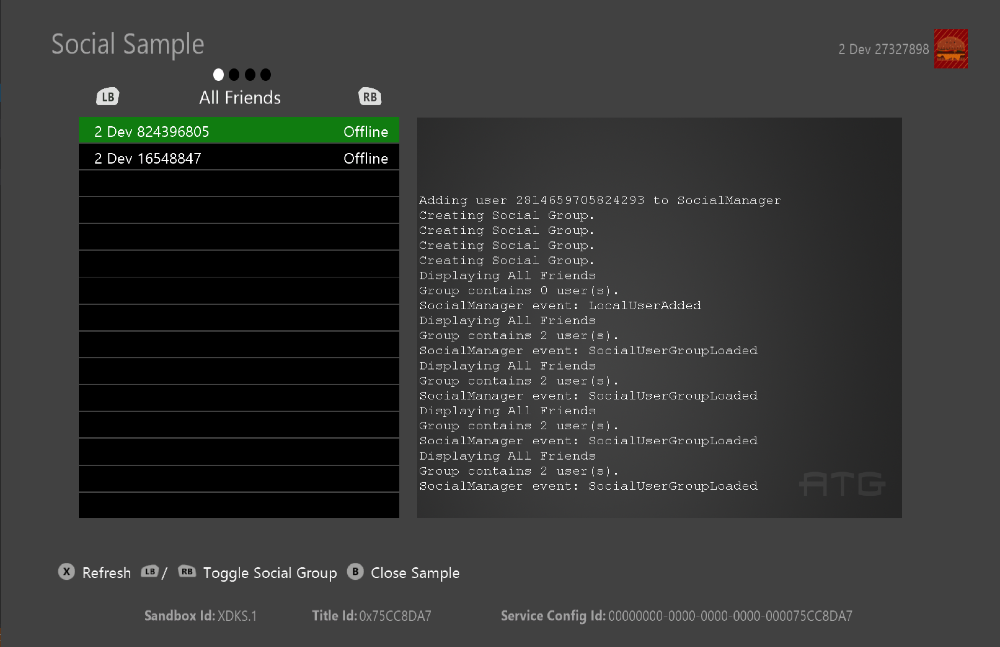 Social Sample
2 Dev 27327898
LB All Friends RB
2 Dev 824396805 Offline
2 Dev 16548847 Offline
Adding user 2814659705824293 to SocialManager
Creating Social Group.
Creating Social Group.
Creating Social Group.
Creating Social Group.
Displaying All Friends
Group contains 0 user(s).
SocialManager event: LocalUserAdded
Displaying All Friends
Group contains 2 user(s).
SocialManager event: SocialUserGroupLoaded
Displaying All Friends
Group contains 2 user(s).
SocialManager event: SocialUserGroupLoaded
Displaying All Friends
Group contains 2 user(s).
SocialManager event: SocialUserGroupLoaded
Displaying All Friends
Group contains 2 user(s).
SocialManager event: SocialUserGroupLoaded
ATG
X Refresh LB / RB Toggle Social Group B Close Sample
Sandbox Id: XDKS.1 Title Id: 0x75CC8DA7 Service Config Id: 00000000-0000-0000-0000-000075CC8DA7